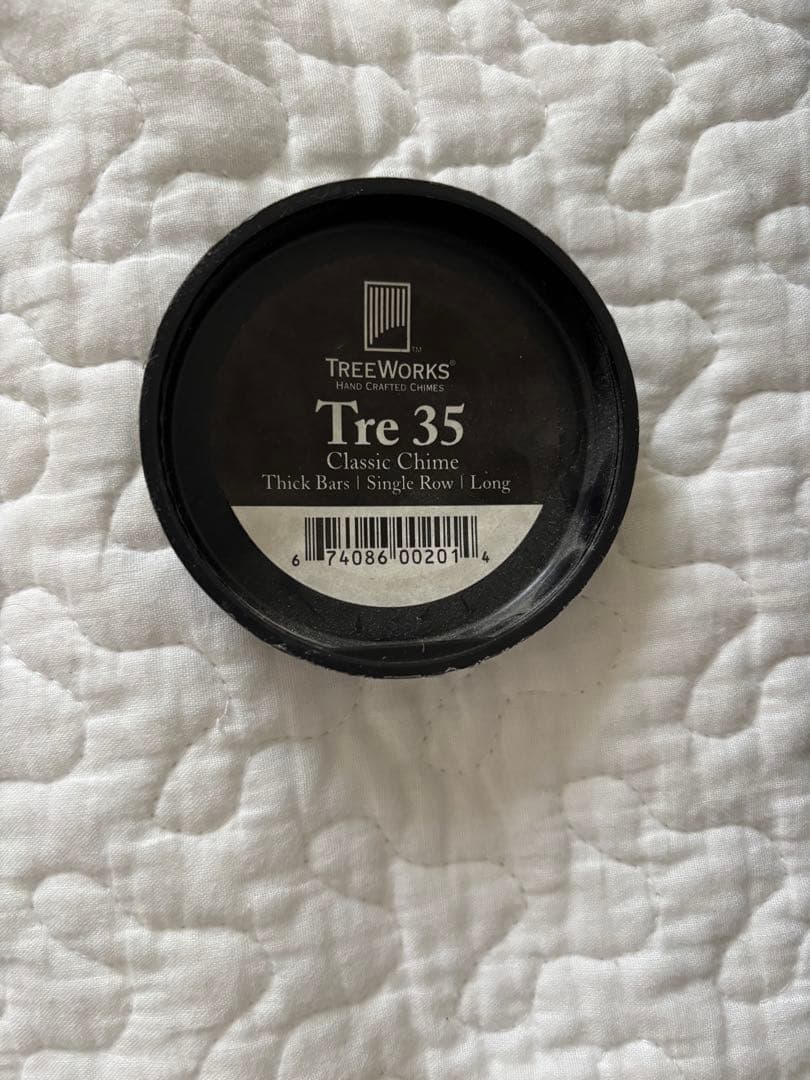 TM
TREEWORKS®
HAND CRAFTED CHIMES
Tre 35
Classic Chime
Thick Bars | Single Row | Long
6 74086 00201 4